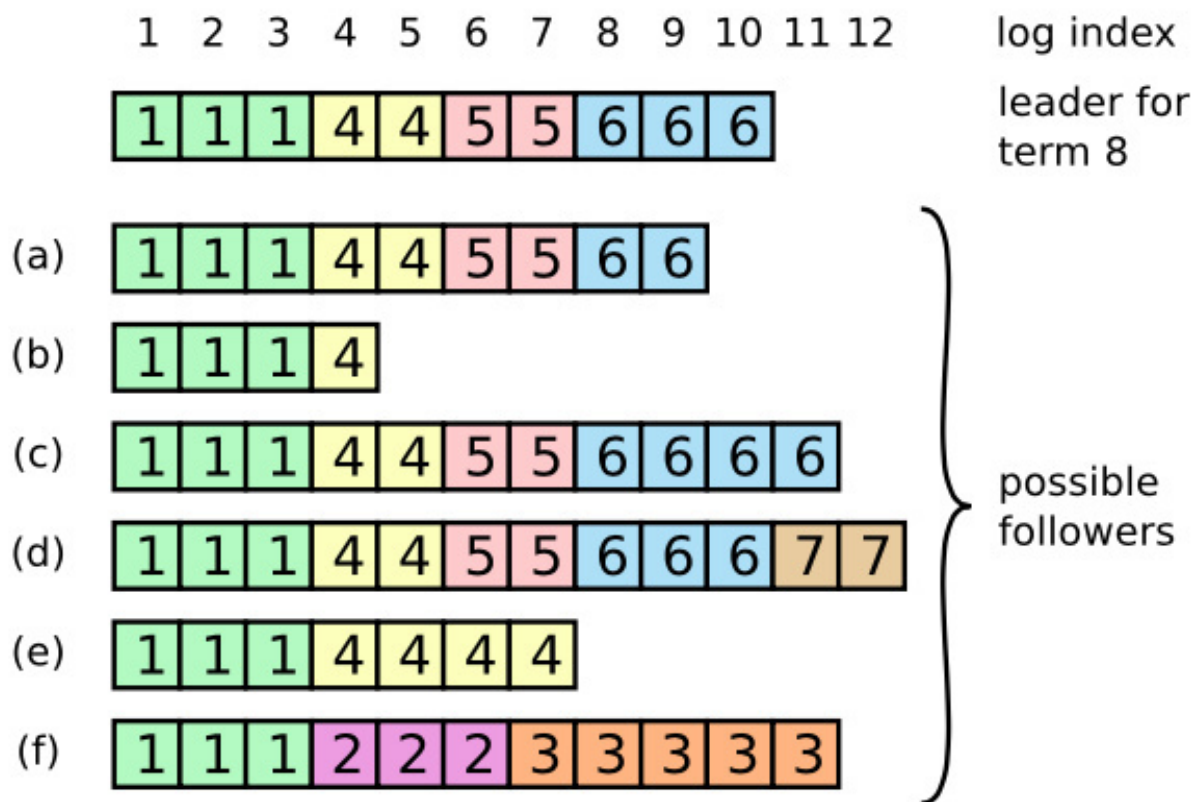 1 2 3 4 5 6 7 8 9 10 11 12 log index
1 1 1 4 4 5 5 6 6 6 leader for
term 8
(a) 1 1 1 4 4 5 5 6 6
(b) 1 1 1 4
(c) 1 1 1 4 4 5 5 6 6 6 6
(d) 1 1 1 4 4 5 5 6 6 6 7 7
(e) 1 1 1 4 4 4 4
(f) 1 1 1 2 2 2 3 3 3 3 3
possible
followers